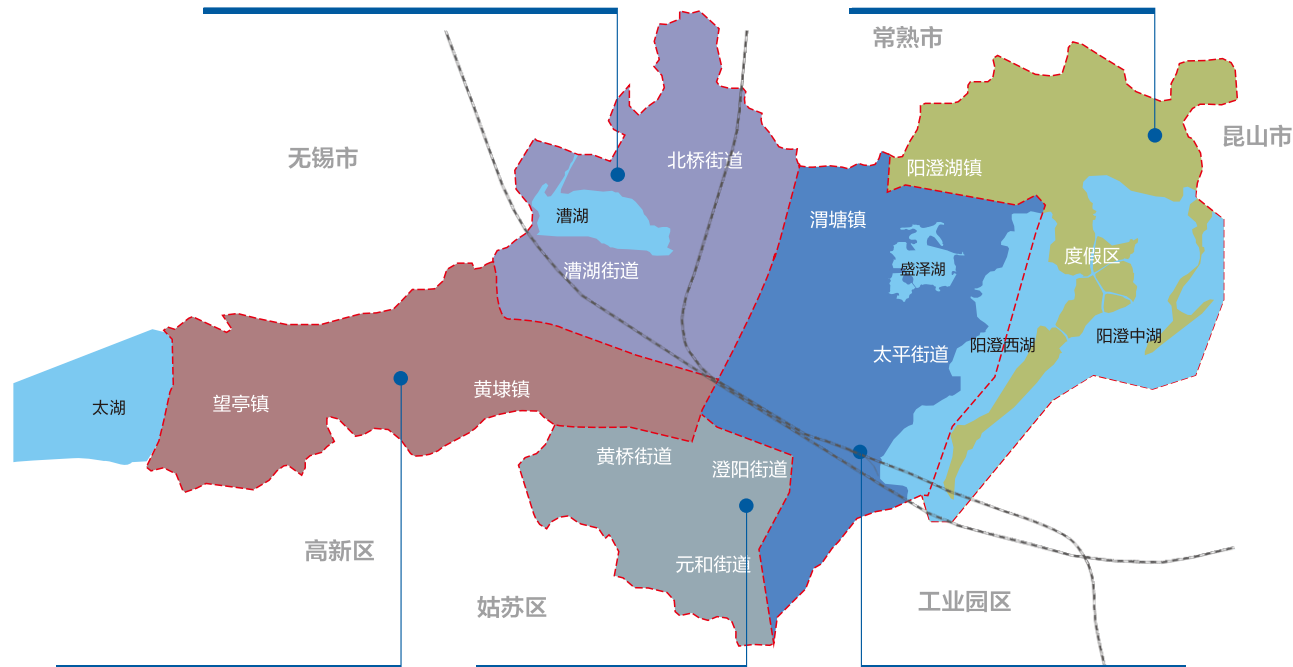 常熟市
昆山市
无锡市
北桥街道
阳澄湖镇
漕湖
渭塘镇
度假区
漕湖街道
盛泽湖
阳澄中湖
太平街道
阳澄西湖
黄埭镇
望亭镇
太湖
黄桥街道
澄阳街道
高新区
元和街道
姑苏区
工业园区